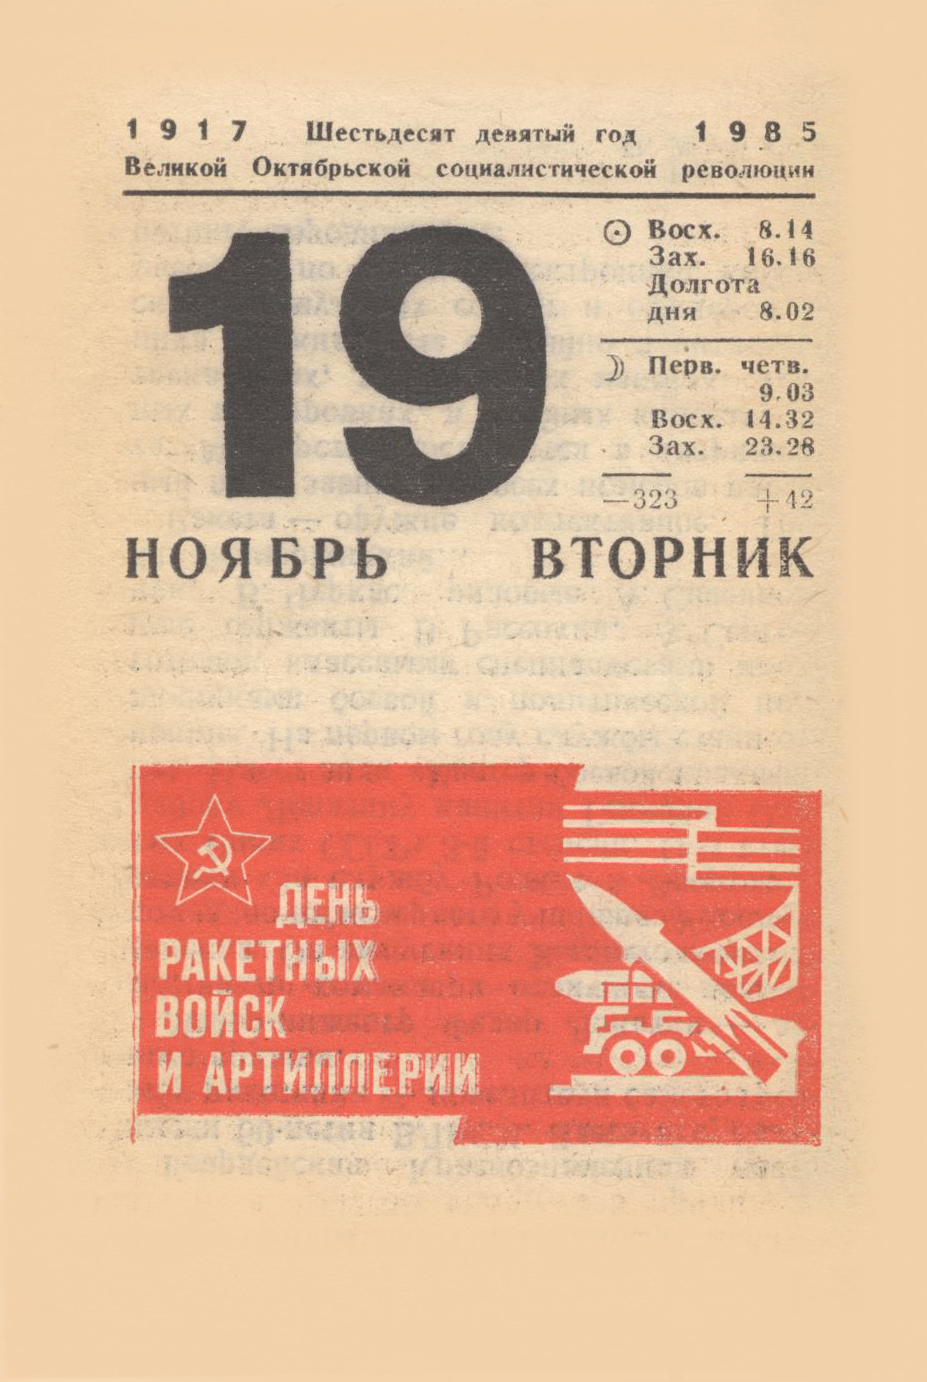 1917 Шестьдесят девятый год 1985
Великой Октябрьской социалистической революции
19
Восх. 8.14
Зах. 16.16
Долгота
дня 8.02
Перв. четв.
9.03
Восх. 14.32
Зах. 23.28
—323 +42
НОЯБРЬ ВТОРНИК
ДЕНЬ
РАКЕТНЫХ
ВОЙСК
И АРТИЛЛЕРИИ